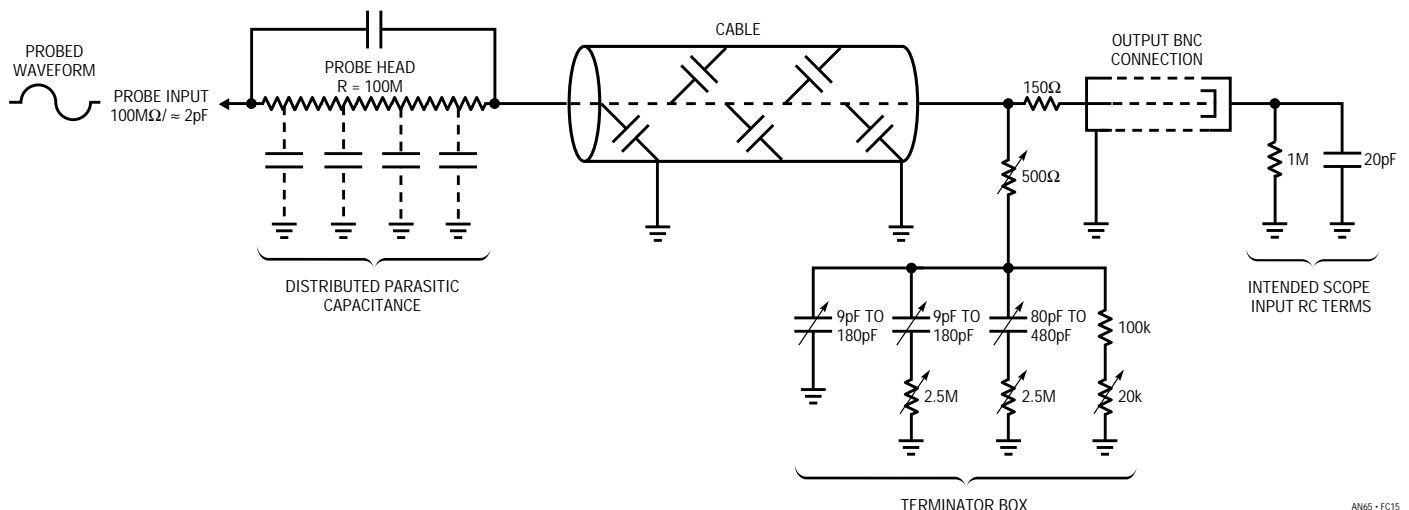 PROBED
WAVEFORM
PROBE INPUT
100MΩ/ ≈ 2pF
PROBE HEAD
R = 100M
DISTRIBUTED PARASITIC
CAPACITANCE
CABLE
150Ω
500Ω
OUTPUT BNC
CONNECTION
1M
20pF
INTENDED SCOPE
INPUT RC TERMS
9pF TO
180pF
9pF TO
180pF
80pF TO
480pF
100k
2.5M
2.5M
20k
TERMINATOR BOX
AN65 • FC15